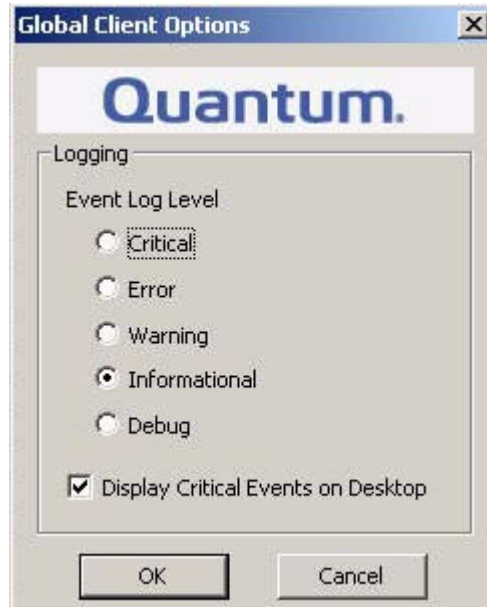 Global Client Options
Quantum.
Logging
Event Log Level
Critical
Error
Warning
Informational
Debug
Display Critical Events on Desktop
OK Cancel